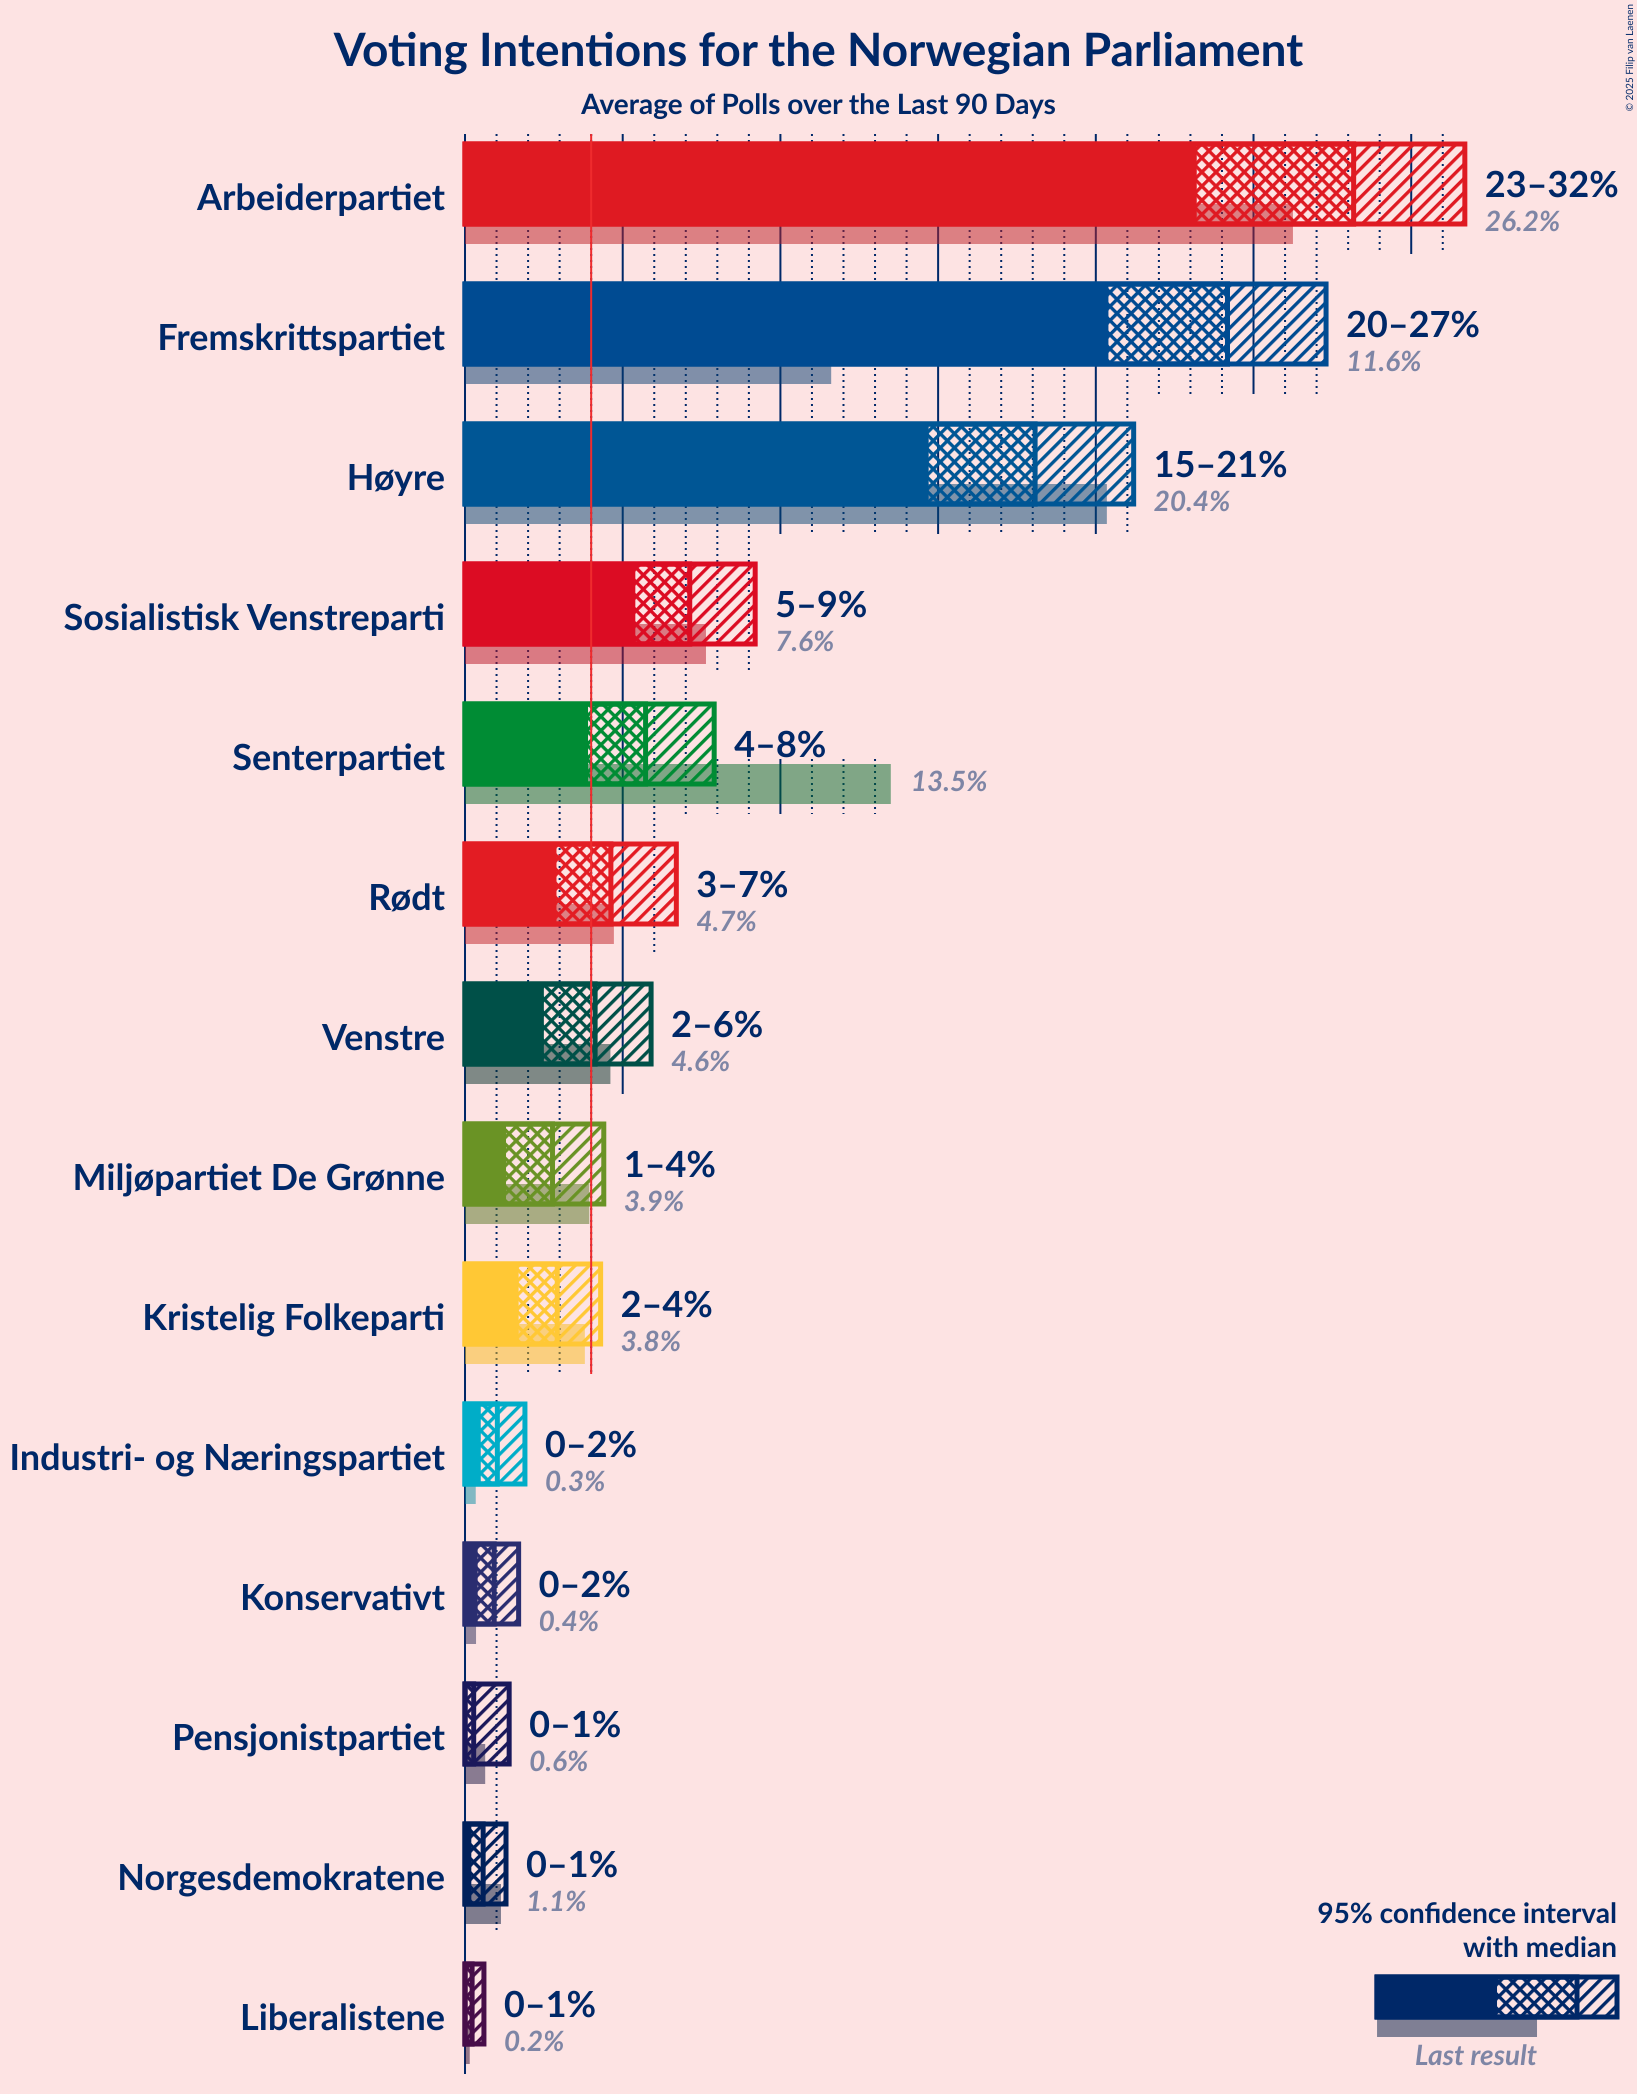 Voting Intentions for the Norwegian Parliament
Average of Polls over the Last 90 Days
© 2025 Filip van Laenen
Arbeiderpartiet
23–32%
26.2%
Fremskrittspartiet
20–27%
11.6%
Høyre
15–21%
20.4%
Sosialistisk Venstreparti
5–9%
7.6%
Senterpartiet
4–8%
13.5%
Rødt
3–7%
4.7%
Venstre
2–6%
4.6%
Miljøpartiet De Grønne
1–4%
3.9%
Kristelig Folkeparti
2–4%
3.8%
Industri- og Næringspartiet
0–2%
0.3%
Konservativt
0–2%
0.4%
Pensjonistpartiet
0–1%
0.6%
Norgesdemokratene
0–1%
1.1%
Liberalistene
0–1%
0.2%
95% confidence interval
with median
Last result